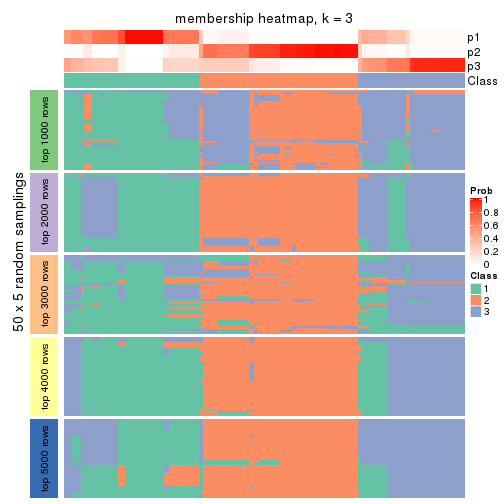 membership heatmap, k = 3
p1
p2
p3
Class
50 x 5 random samplings
top 1000 rows
top 2000 rows
top 3000 rows
top 4000 rows
top 5000 rows
Prob
1
0.8
0.6
0.4
0.2
0
Class
1
2
3